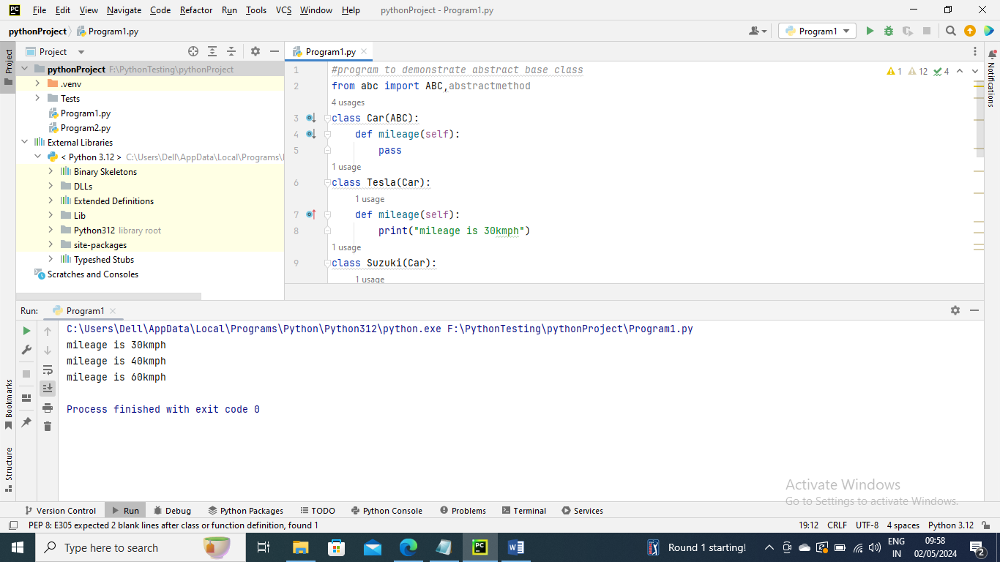 PC File Edit View Navigate Code Refactor Run Tools VCS Window Help pythonProject - Program1.py
pythonProject Program1.py Program1
Project
Project
pythonProject F:\PythonTesting\pythonProject
.venv
Tests
Program1.py
Program2.py
External Libraries
< Python 3.12 > C:\Users\Dell\AppData\Local\Programs\
Binary Skeletons
DLLs
Extended Definitions
Lib
Python312 library root
site-packages
Typeshed Stubs
Scratches and Consoles
Program1.py
1 #program to demonstrate abstract base class
1 12 4
2 from abc import ABC,abstractmethod
4 usages
3 class Car(ABC):
4 def mileage(self):
5 pass
1 usage
6 class Tesla(Car):
1 usage
7 def mileage(self):
8 print("mileage is 30kmph")
1 usage
9 class Suzuki(Car):
1 usage
Notifications
Run: Program1
C:\Users\Dell\AppData\Local\Programs\Python\Python312\python.exe F:\PythonTesting\pythonProject\Program1.py
mileage is 30kmph
mileage is 40kmph
mileage is 60kmph
Process finished with exit code 0
Bookmarks
Structure
Activate Windows
Go to Settings to activate Windows.
Version Control Run Debug Python Packages TODO Python Console Problems Terminal Services
PEP 8: E305 expected 2 blank lines after class or function definition, found 1 19:12 CRLF UTF-8 4 spaces Python 3.12
Type here to search PC W Round 1 starting! ENG IN 09:58 02/05/2024 2